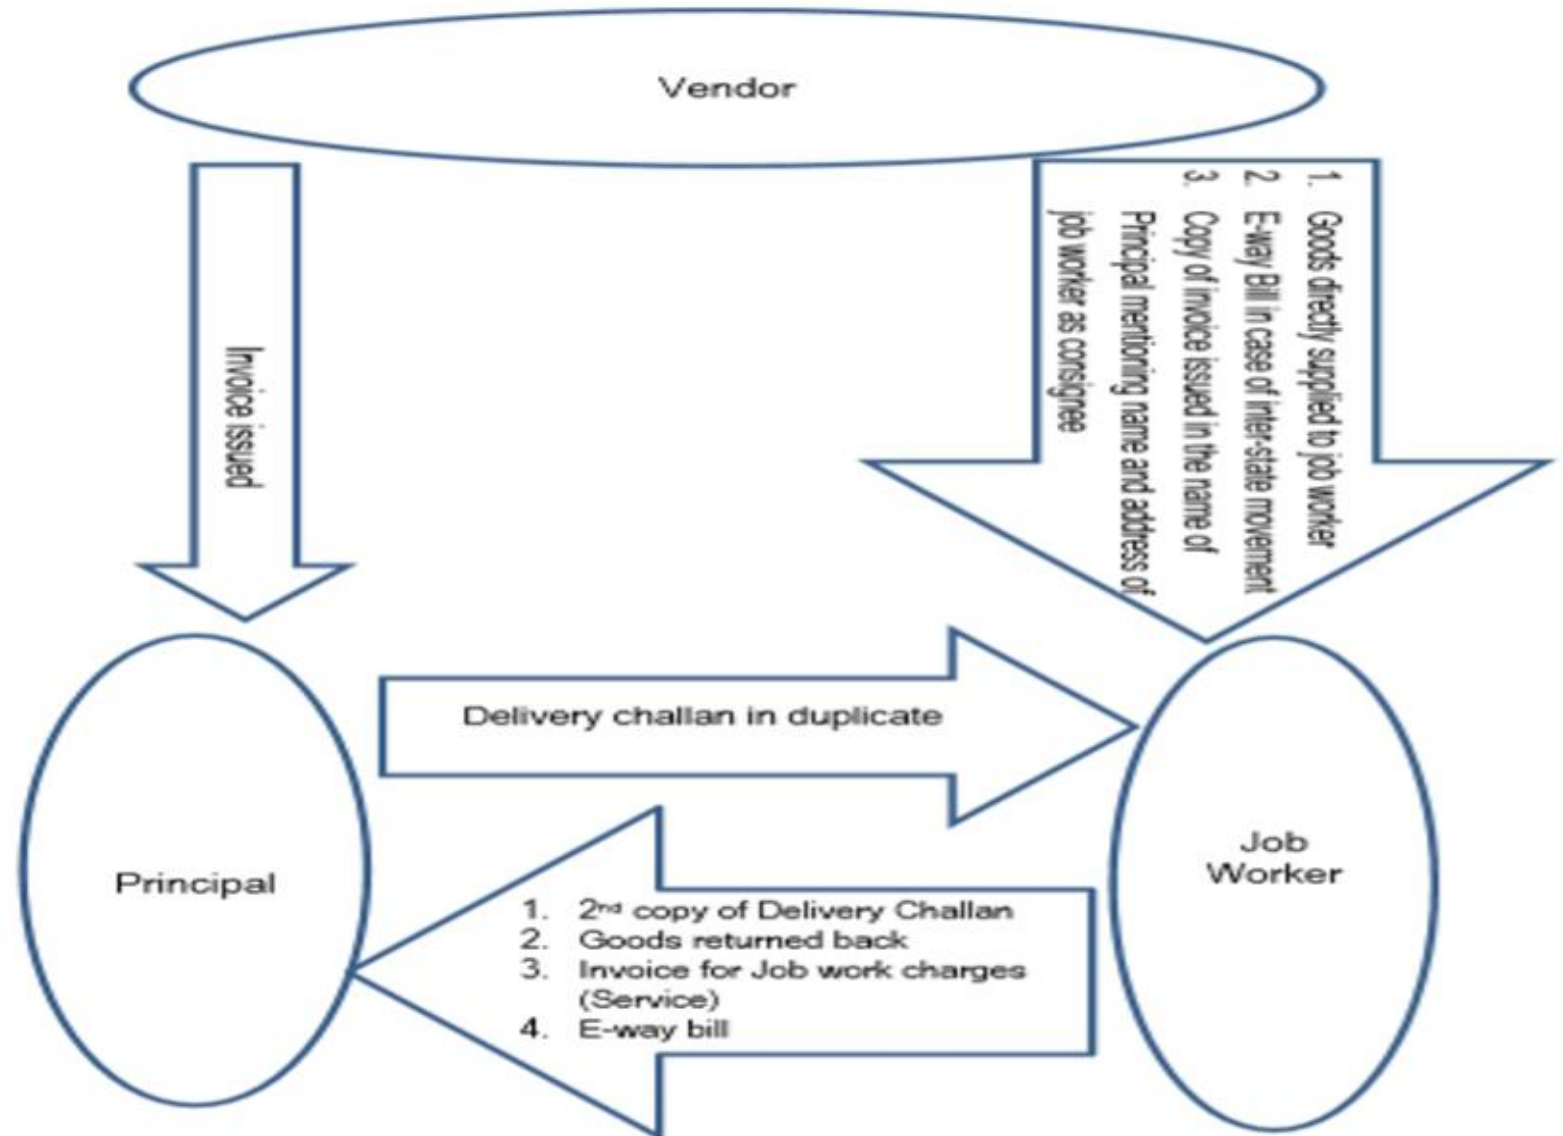 Vendor
Invoice issued
1. Goods directly supplied to job worker
2. E-way Bill in case of inter-state movement
3. Copy of invoice issued in the name of
Principal mentioning name and address of
job worker as consignee
Delivery challan in duplicate
Principal
Job
Worker
1. 2nd copy of Delivery Challan
2. Goods returned back
3. Invoice for Job work charges
(Service)
4. E-way bill